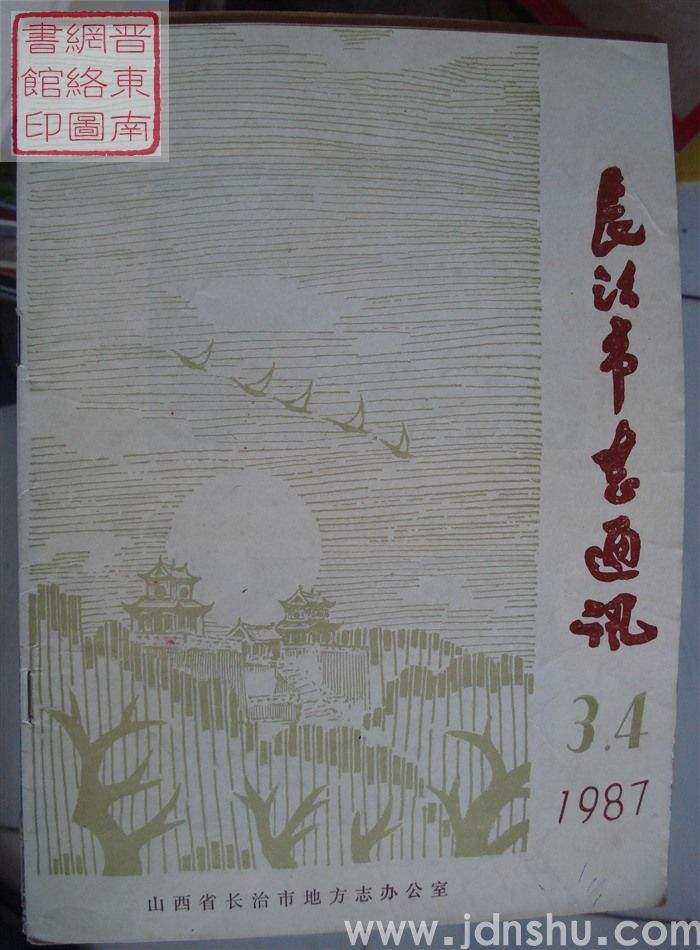 晋東南
網絡圖
書館印
長治市志通讯
3.4
1987
山西省长治市地方志办公室
www.jdnshu.com